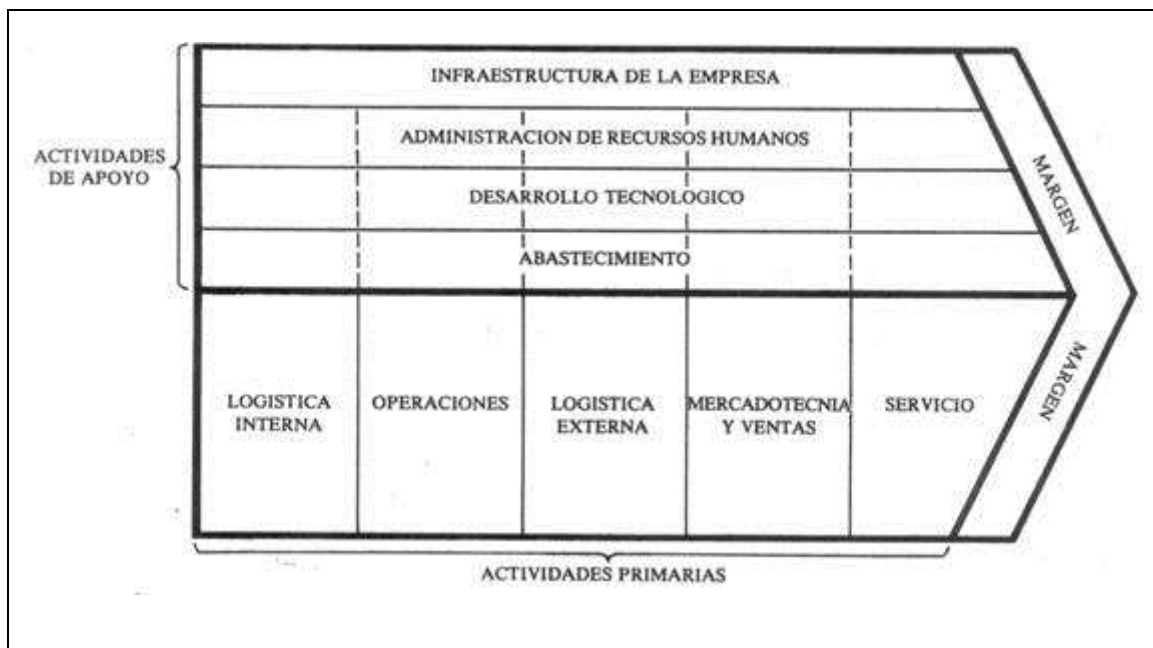 INFRAESTRUCTURA DE LA EMPRESA
ADMINISTRACION DE RECURSOS HUMANOS
ACTIVIDADES
DE APOYO
DESARROLLO TECNOLOGICO
ABASTECIMIENTO
MARGEN
LOGISTICA
INTERNA
OPERACIONES
LOGISTICA
EXTERNA
MERCADOTECNIA
Y VENTAS
SERVICIO
MARGEN
ACTIVIDADES PRIMARIAS